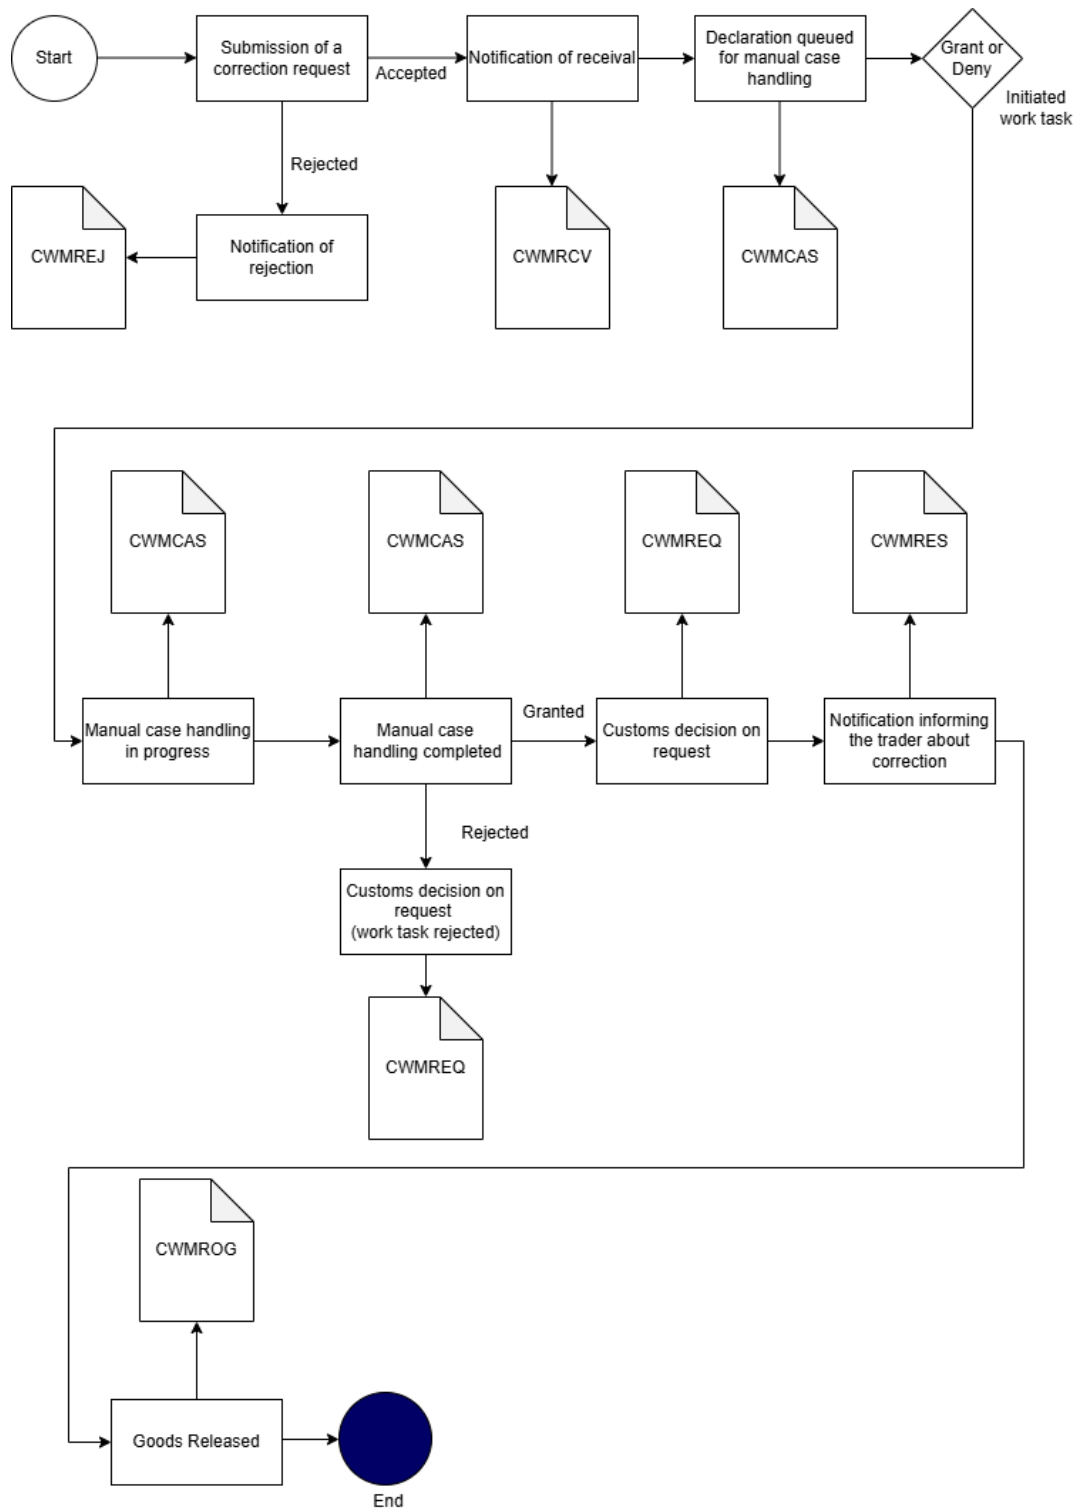 Start
Submission of a
correction request
Accepted
Notification of receival
Declaration queued
for manual case
handling
Grant or
Deny
Initiated
work task
Rejected
CWMREJ
Notification of
rejection
CWMRCV
CWMCAS
CWMCAS
CWMCAS
CWMREQ
CWMRES
Manual case handling
in progress
Manual case
handling completed
Granted
Customs decision on
request
Notification informing
the trader about
correction
Rejected
Customs decision on
request
(work task rejected)
CWMREQ
CWMROG
Goods Released
End